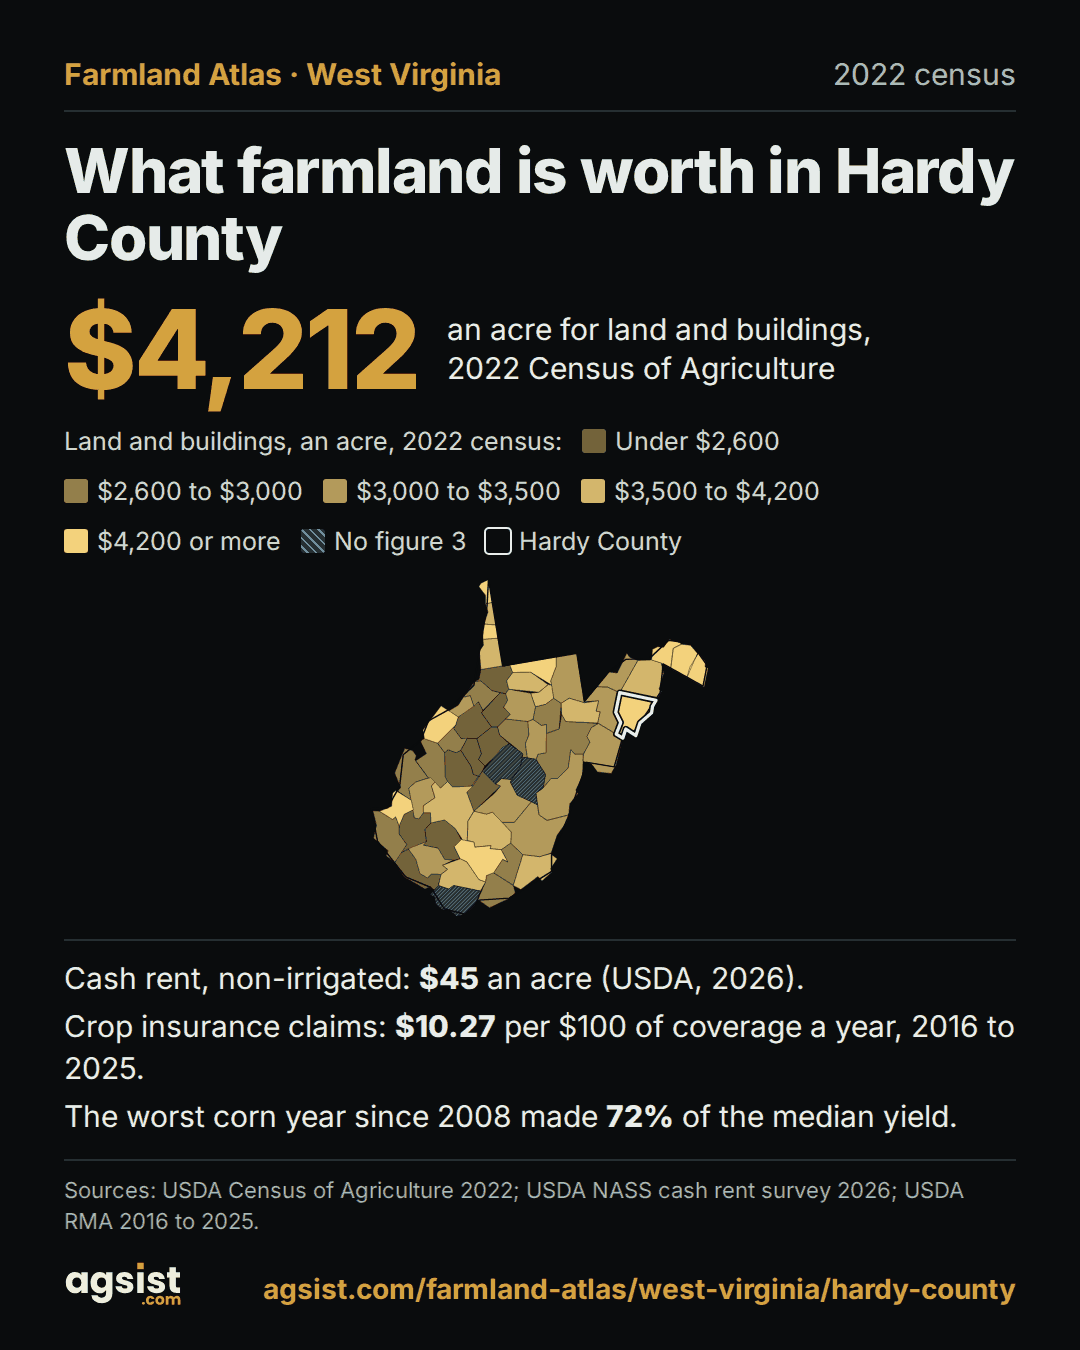 Farmland Atlas · West Virginia
2022 census
What farmland is worth in Hardy
County
$4,212
an acre for land and buildings,
2022 Census of Agriculture
Land and buildings, an acre, 2022 census: Under $2,600
$2,600 to $3,000 $3,000 to $3,500 $3,500 to $4,200
$4,200 or more No figure 3 Hardy County
Cash rent, non-irrigated: $45 an acre (USDA, 2026).
Crop insurance claims: $10.27 per $100 of coverage a year, 2016 to
2025.
The worst corn year since 2008 made 72% of the median yield.
Sources: USDA Census of Agriculture 2022; USDA NASS cash rent survey 2026; USDA
RMA 2016 to 2025.
agsist
.com
agsist.com/farmland-atlas/west-virginia/hardy-county